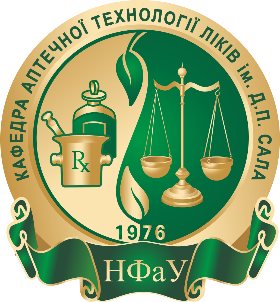 КАФЕДРА АПТЕЧНОЇ ТЕХНОЛОГІЇ ЛІКІВ ім. Д.П. САЛА
Rx
1976
НФаУ